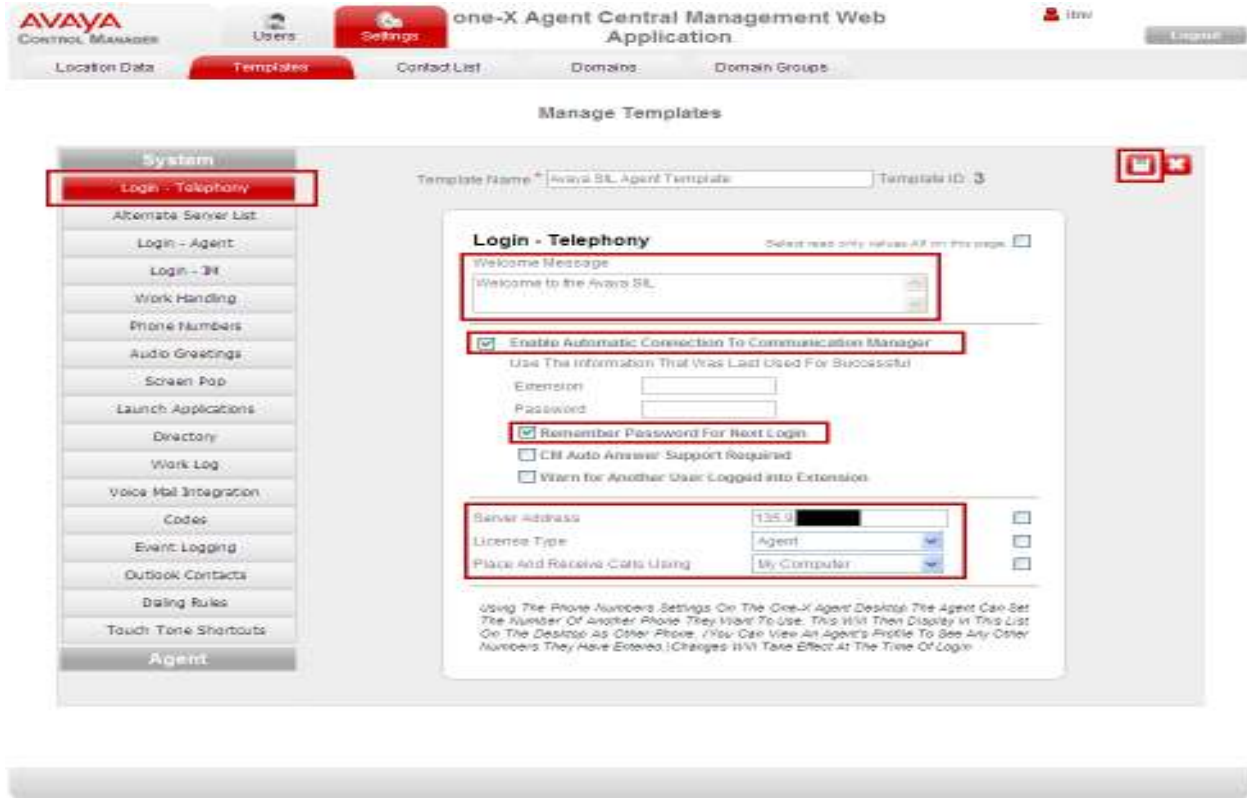 AVAYA
CONTROL MANAGER
Users
Settings
one-X Agent Central Management Web Application
itnv
Logout
Location Data
Templates
Contact List
Domains
Domain Groups
Manage Templates
System
Login - Telephony
Alternate Server List
Login - Agent
Login - IM
Work Handling
Phone Numbers
Audio Greetings
Screen Pop
Launch Applications
Directory
Work Log
Voice Mail Integration
Codes
Event Logging
Outlook Contacts
Dialing Rules
Touch Tone Shortcuts
Agent
Template Name * Avaya SIL Agent Template Template ID 3
Login - Telephony
Select read only values All on this page
Welcome Message
Welcome to the Avaya SIL
Enable Automatic Connection To Communication Manager
Use The Information That Was Last Used For Successful
Extension
Password
Remember Password For Next Login
CM Auto Answer Support Required
Warn for Another User Logged into Extension
Server Address 135.9
License Type Agent
Place And Receive Calls Using My Computer
Using The Phone Numbers Settings On The One-X Agent Desktop The Agent Can Set
The Number Of Another Phone They Want To Use. This Will Then Display In This List
On The Desktop As Other Phone. (You Can View An Agent's Profile To See Any Other
Numbers They Have Entered.)Changes Will Take Effect At The Time Of Login